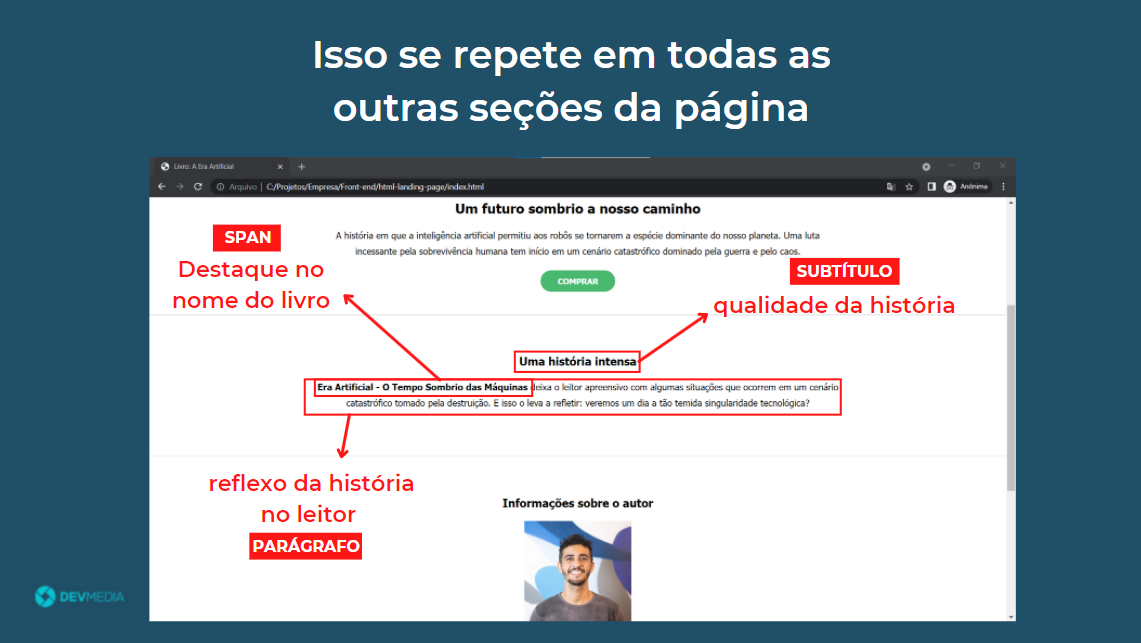 Isso se repete em todas as
outras seções da página
Livro: A Era Artificial
Arquivo | C:/Projetos/Empresa/Front-end/html-landing-page/index.html
Anônima
Um futuro sombrio a nosso caminho
A história em que a inteligência artificial permitiu aos robôs se tornarem a espécie dominante do nosso planeta. Uma luta
incessante pela sobrevivência humana tem início em um cenário catastrófico dominado pela guerra e pelo caos.
COMPRAR
SPAN
Destaque no
nome do livro
SUBTÍTULO
qualidade da história
Uma história intensa
Era Artificial - O Tempo Sombrio das Máquinas deixa o leitor apreensivo com algumas situações que ocorrem em um cenário
catastrófico tomado pela destruição. E isso o leva a refletir: veremos um dia a tão temida singularidade tecnológica?
reflexo da história
no leitor
PARÁGRAFO
Informações sobre o autor
DEVMEDIA